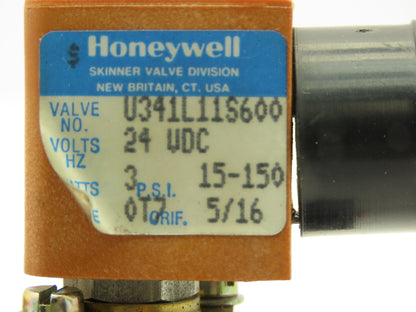 Honeywell
SKINNER VALVE DIVISION
NEW BRITAIN, CT. USA
VALVE NO. U341L11S600
VOLTS HZ 24 VDC
TTS 3 P.S.I. 15-150
E ORIF. 5/16